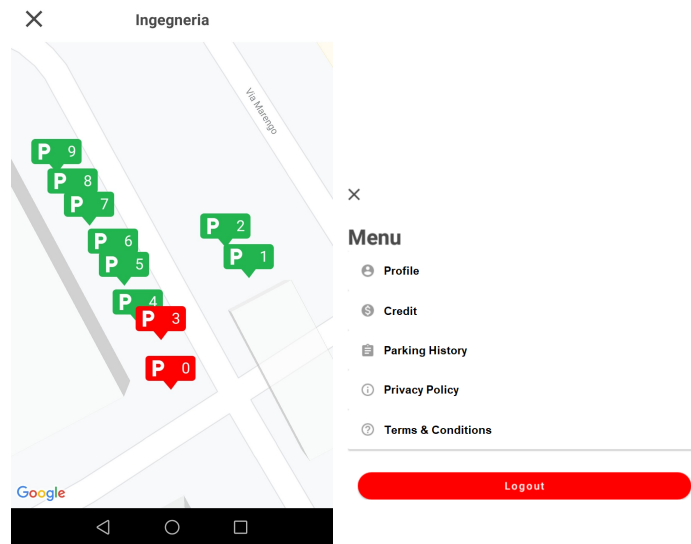 Ingegneria
Via Marengo
P 9
P 8
P 7
P 2
P 6
P 1
P 5
P 4
P 3
P 0
Google
Menu
Profile
Credit
Parking History
Privacy Policy
Terms & Conditions
Logout